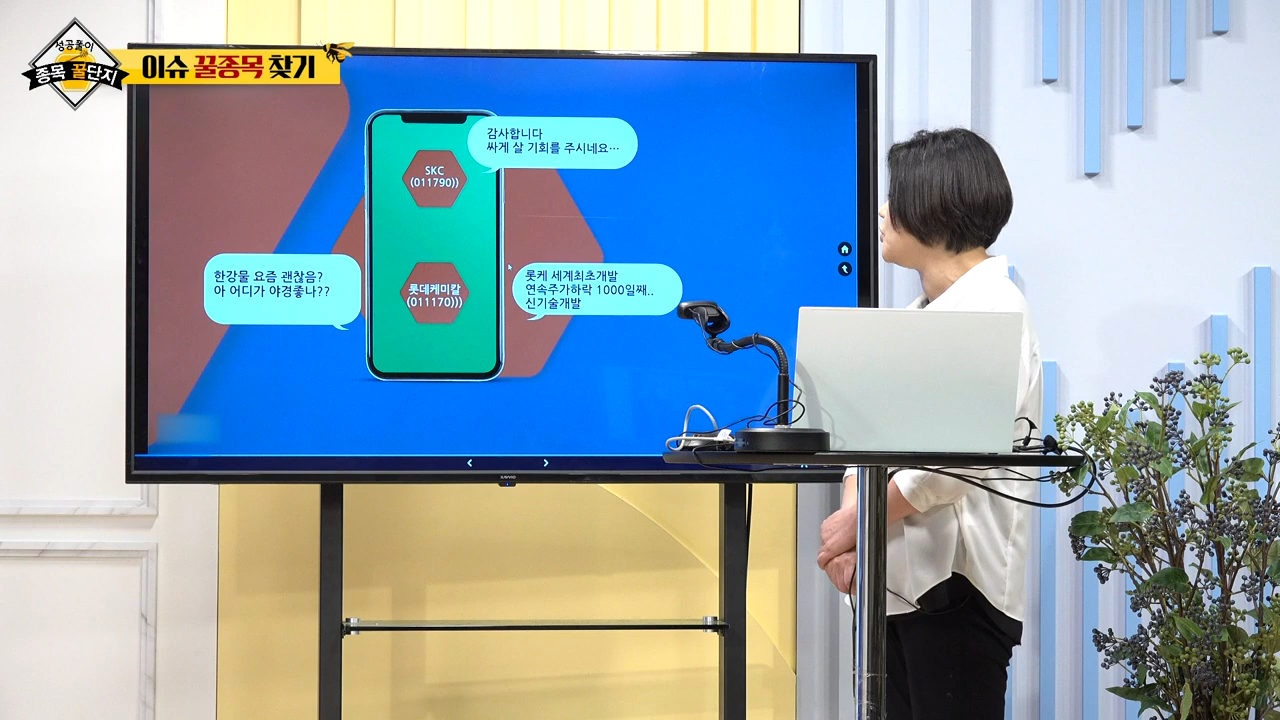 성공풀이
종목 꿀단지
이슈 꿀종목 찾기
감사합니다
싸게 살 기회를 주시네요…
SKC
(011790))
한강물 요즘 괜찮음?
아 어디가 야경좋나??
롯데케미칼
(011170)))
롯케 세계최초개발
연속주가하락 1000일째..
신기술개발